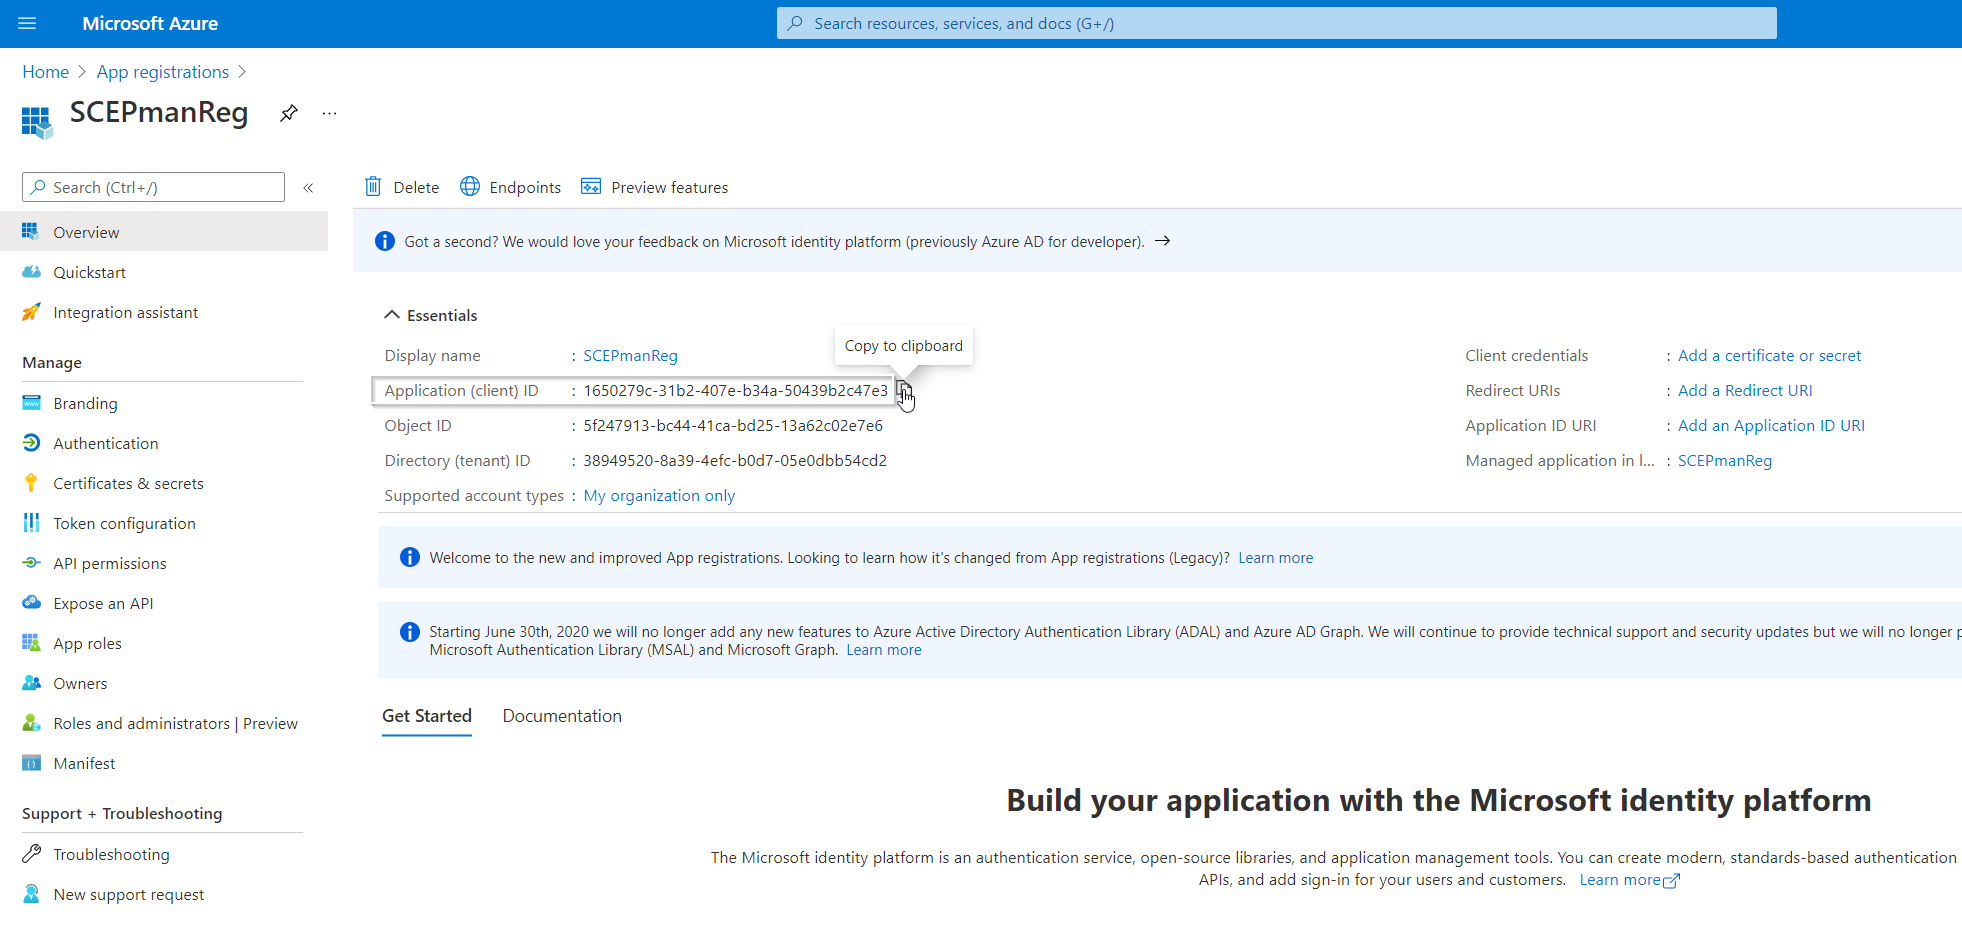 Microsoft Azure
Search resources, services, and docs (G+/)
Home > App registrations >
SCEPmanReg ...
Search (Ctrl+/) «
Overview
Quickstart
Integration assistant
Manage
Branding
Authentication
Certificates & secrets
Token configuration
API permissions
Expose an API
App roles
Owners
Roles and administrators | Preview
Manifest
Support + Troubleshooting
Troubleshooting
New support request
Delete Endpoints Preview features
Got a second? We would love your feedback on Microsoft identity platform (previously Azure AD for developer). →
Essentials
Copy to clipboard
Display name : SCEPmanReg
Application (client) ID : 1650279c-31b2-407e-b34a-50439b2c47e3
Object ID : 5f247913-bc44-41ca-bd25-13a62c02e7e6
Directory (tenant) ID : 38949520-8a39-4efc-b0d7-05e0dbb54cd2
Supported account types : My organization only
Client credentials : Add a certificate or secret
Redirect URIs : Add a Redirect URI
Application ID URI : Add an Application ID URI
Managed application in l... : SCEPmanReg
Welcome to the new and improved App registrations. Looking to learn how it's changed from App registrations (Legacy)? Learn more
Starting June 30th, 2020 we will no longer add any new features to Azure Active Directory Authentication Library (ADAL) and Azure AD Graph. We will continue to provide technical support and security updates but we will no longer p
Microsoft Authentication Library (MSAL) and Microsoft Graph. Learn more
Get Started Documentation
Build your application with the Microsoft identity platform
The Microsoft identity platform is an authentication service, open-source libraries, and application management tools. You can create modern, standards-based authentication
APIs, and add sign-in for your users and customers. Learn more